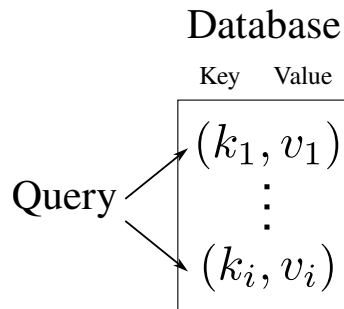 Database
Key Value
(k₁, v₁)
Query
⋮
(kᵢ, vᵢ)